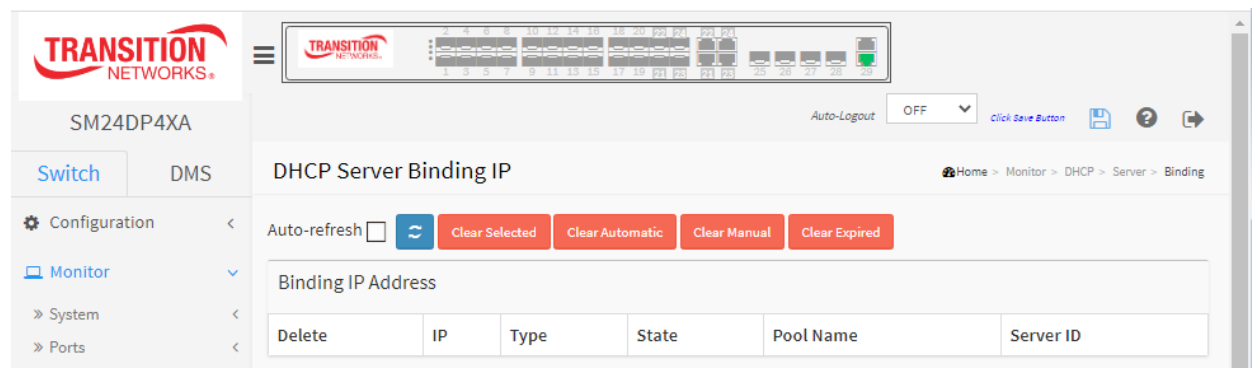 TRANSITION
NETWORKS®
TRANSITION
NETWORKS.
2 4 6 8 10 12 14 16 18 20 22 24 22 24
1 3 5 7 9 11 13 15 17 19 21 23 21 23 25 26 27 28 29
SM24DP4XA
Auto-Logout OFF Click Save Button
Switch DMS
DHCP Server Binding IP
Home > Monitor > DHCP > Server > Binding
Configuration
Auto-refresh Clear Selected Clear Automatic Clear Manual Clear Expired
Monitor
Binding IP Address
» System
Delete IP Type State Pool Name Server ID
» Ports